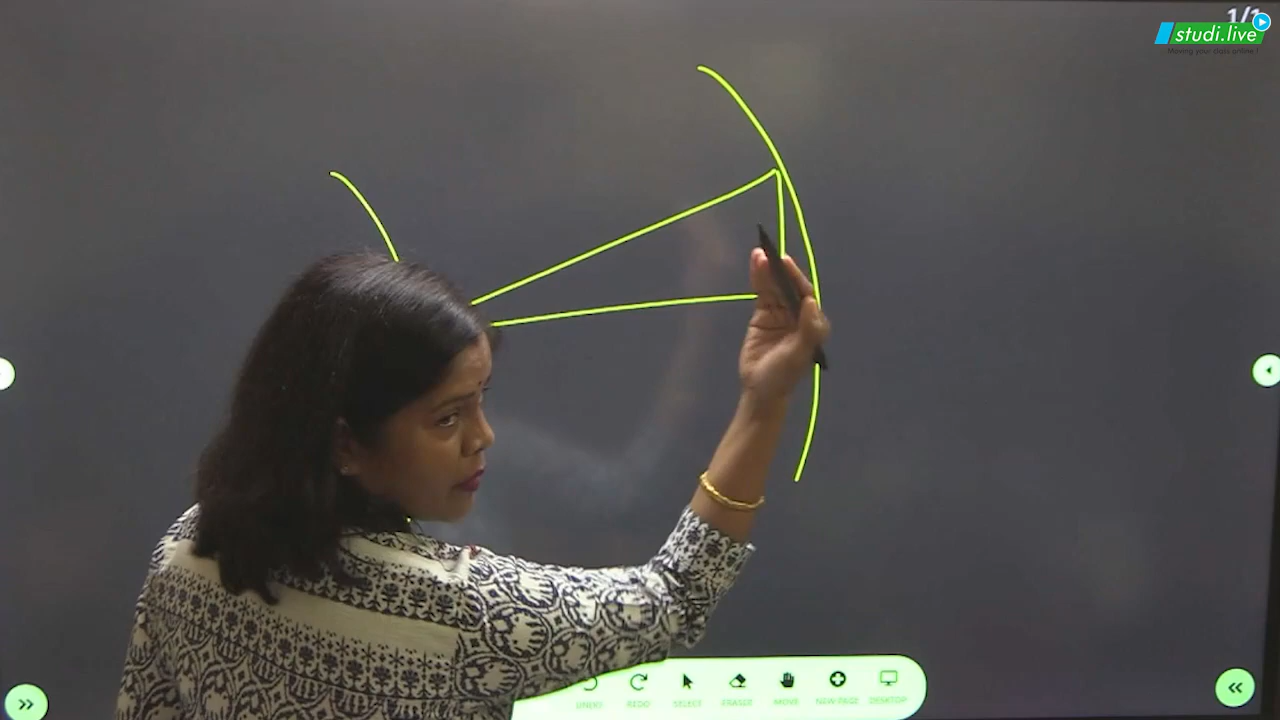 1/1
studi.live
Moving your class online !
UNDO REDO SELECT ERASER MOVE NEW PAGE DESKTOP